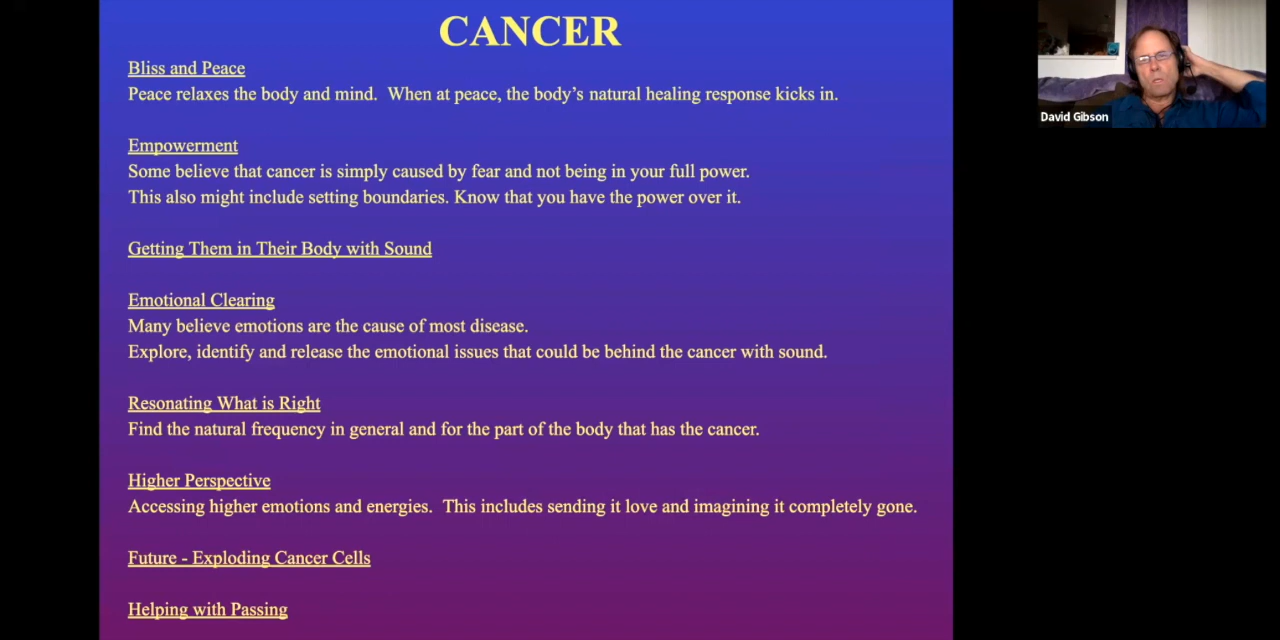 CANCER
Bliss and Peace
Peace relaxes the body and mind.  When at peace, the body's natural healing response kicks in.
Empowerment
Some believe that cancer is simply caused by fear and not being in your full power.
This also might include setting boundaries. Know that you have the power over it.
Getting Them in Their Body with Sound
Emotional Clearing
Many believe emotions are the cause of most disease.
Explore, identify and release the emotional issues that could be behind the cancer with sound.
Resonating What is Right
Find the natural frequency in general and for the part of the body that has the cancer.
Higher Perspective
Accessing higher emotions and energies.  This includes sending it love and imagining it completely gone.
Future - Exploding Cancer Cells
Helping with Passing
David Gibson